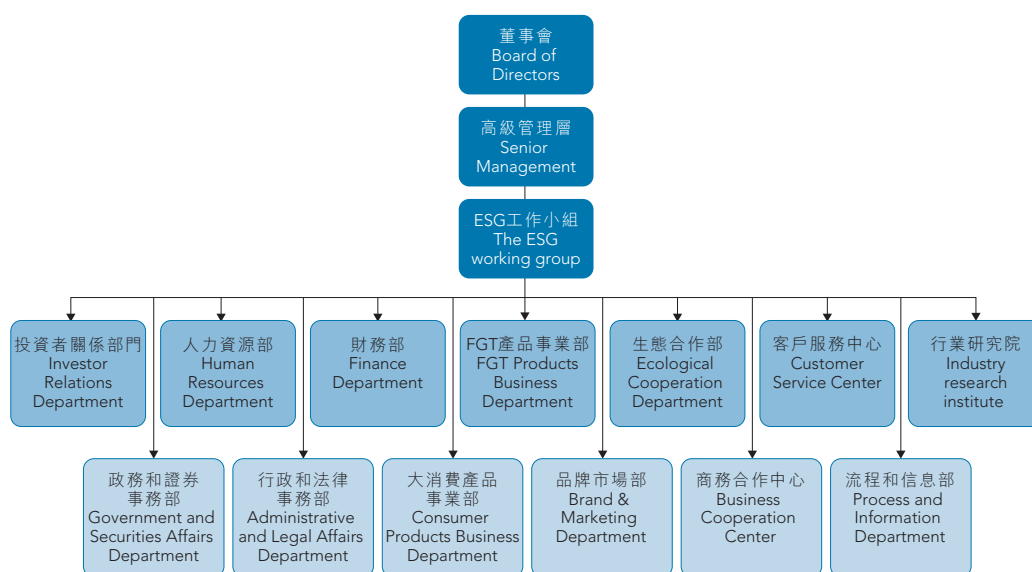 董事會
Board of
Directors
高級管理層
Senior
Management
ESG工作小組
The ESG
working group
投資者關係部門
Investor
Relations
Department
人力資源部
Human
Resources
Department
財務部
Finance
Department
FGT產品事業部
FGT Products
Business
Department
生態合作部
Ecological
Cooperation
Department
客戶服務中心
Customer
Service Center
行業研究院
Industry
research
institute
政務和證券
事務部
Government and
Securities Affairs
Department
行政和法律
事務部
Administrative
and Legal Affairs
Department
大消費產品
事業部
Consumer
Products Business
Department
品牌市場部
Brand &
Marketing
Department
商務合作中心
Business
Cooperation
Center
流程和信息部
Process and
Information
Department